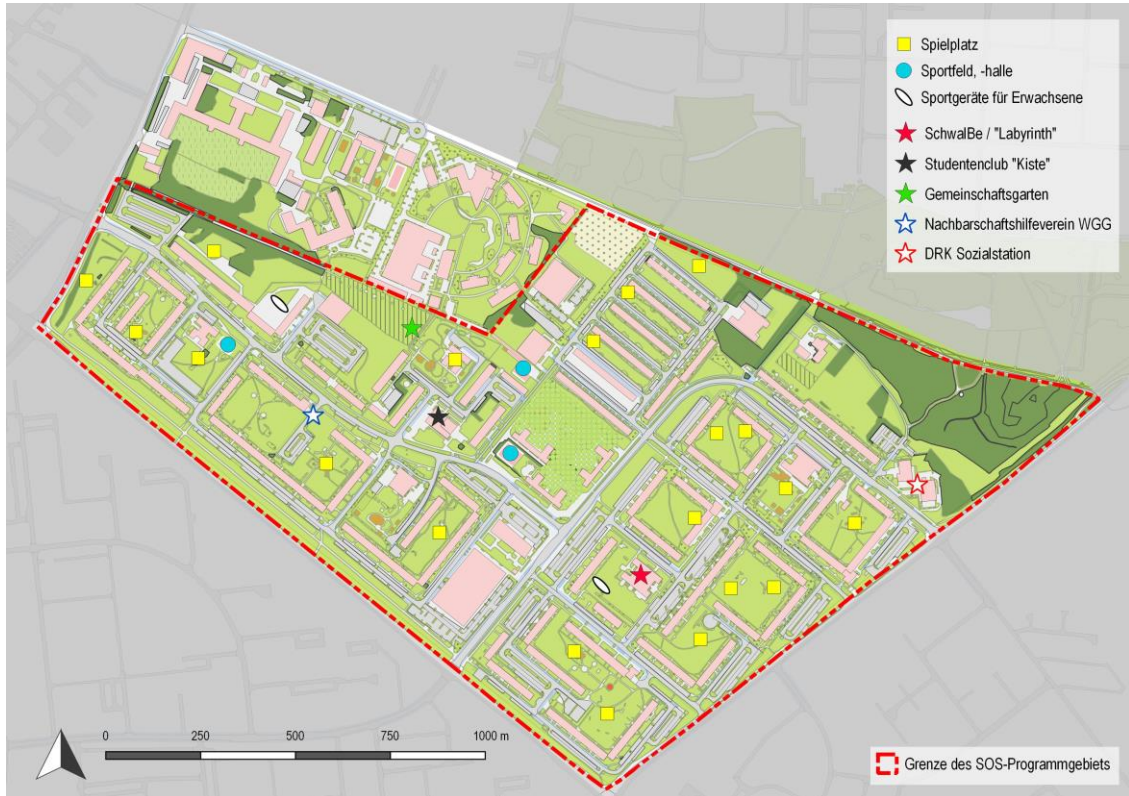 Spielplatz
Sportfeld, -halle
Sportgeräte für Erwachsene
SchwalBe / "Labyrinth"
Studentenclub "Kiste"
Gemeinschaftsgarten
Nachbarschaftshilfeverein WGG
DRK Sozialstation
0 250 500 750 1000 m
Grenze des SOS-Programmgebiets